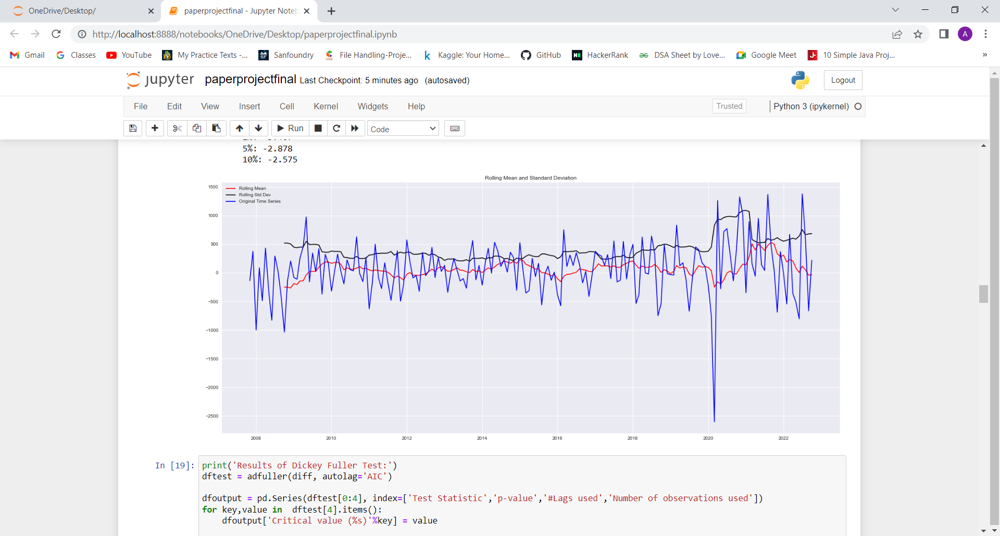 OneDrive/Desktop/
paperprojectfinal - Jupyter Noteb
http://localhost:8888/notebooks/OneDrive/Desktop/paperprojectfinal.ipynb
A
Gmail Classes YouTube My Practice Texts -... Sanfoundry File Handling-Proje... Kaggle: Your Home... GitHub HackerRank DSA Sheet by Love... Google Meet 10 Simple Java Proj... »
jupyter paperprojectfinal Last Checkpoint: 5 minutes ago (autosaved)
Logout
File Edit View Insert Cell Kernel Widgets Help
Trusted
Python 3 (ipykernel)
Run
Code
5%: -2.878
10%: -2.575
Rolling Mean and Standard Deviation
Rolling Mean
Rolling Std Dev
Original Time Series
1500
1000
500
0
−500
−1000
−1500
−2000
−2500
2008 2010 2012 2014 2016 2018 2020 2022
In [19]:
print('Results of Dickey Fuller Test:')
dftest = adfuller(diff, autolag='AIC')
dfoutput = pd.Series(dftest[0:4], index=['Test Statistic','p-value','#Lags used','Number of observations used'])
for key,value in  dftest[4].items():
    dfoutput['Critical value (%s)'%key] = value